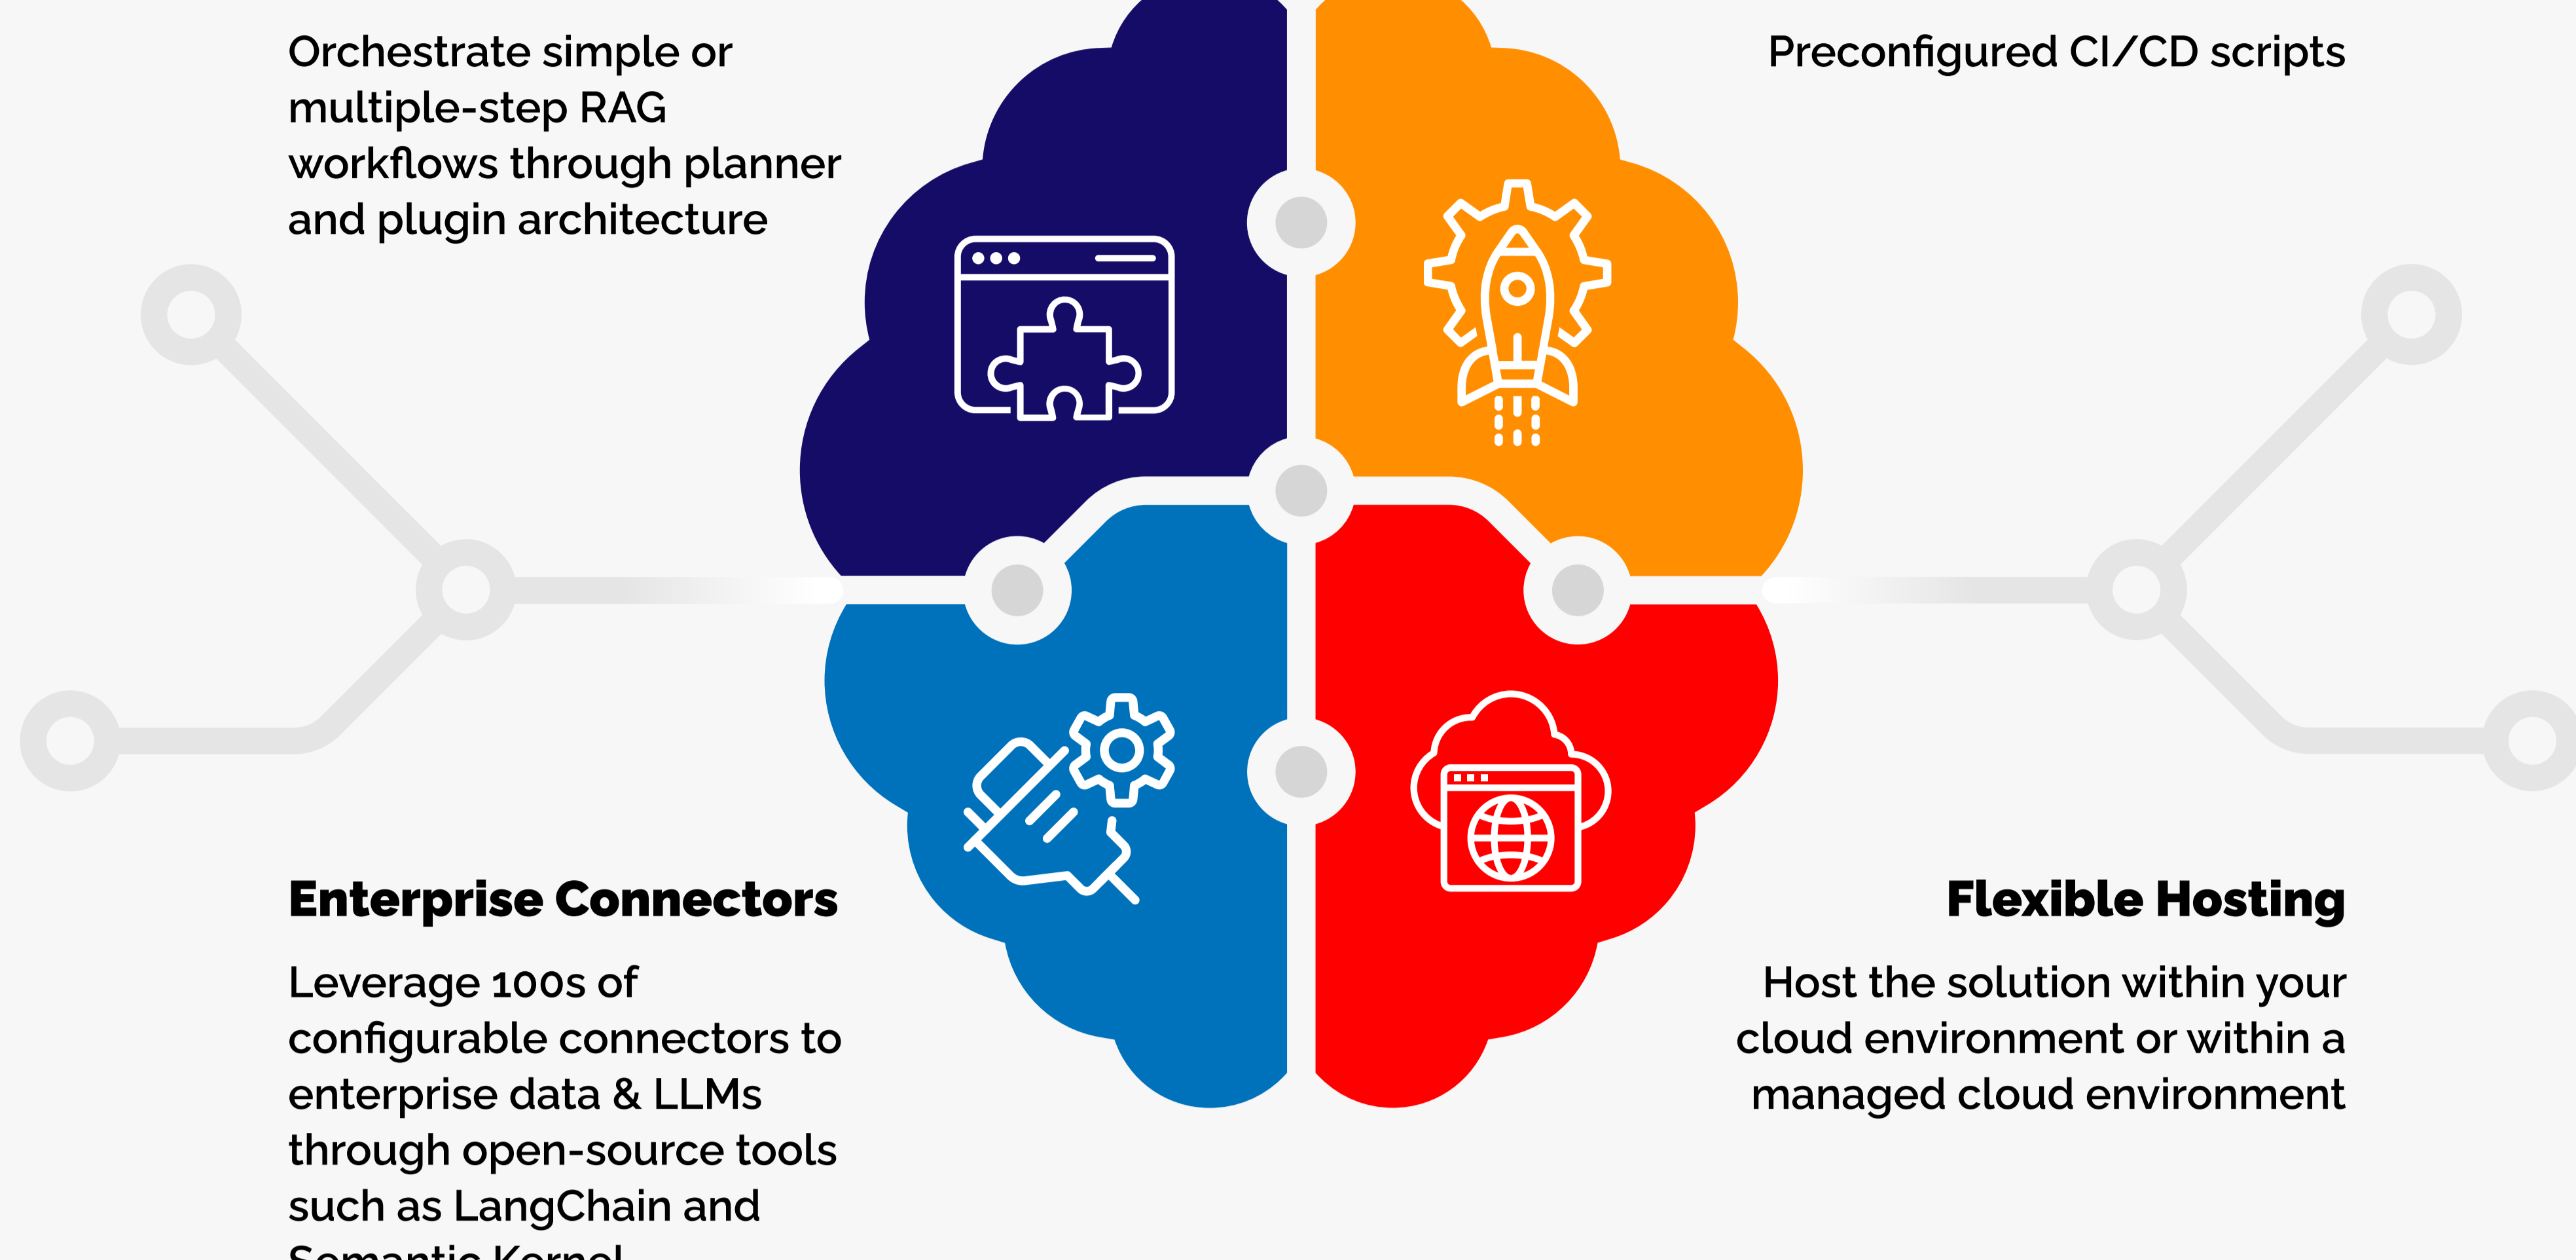 Orchestrate simple or
multiple-step RAG
workflows through planner
and plugin architecture
Preconfigured CI/CD scripts
Enterprise Connectors
Leverage 100s of
configurable connectors to
enterprise data & LLMs
through open-source tools
such as LangChain and
Semantic Kernel
Flexible Hosting
Host the solution within your
cloud environment or within a
managed cloud environment